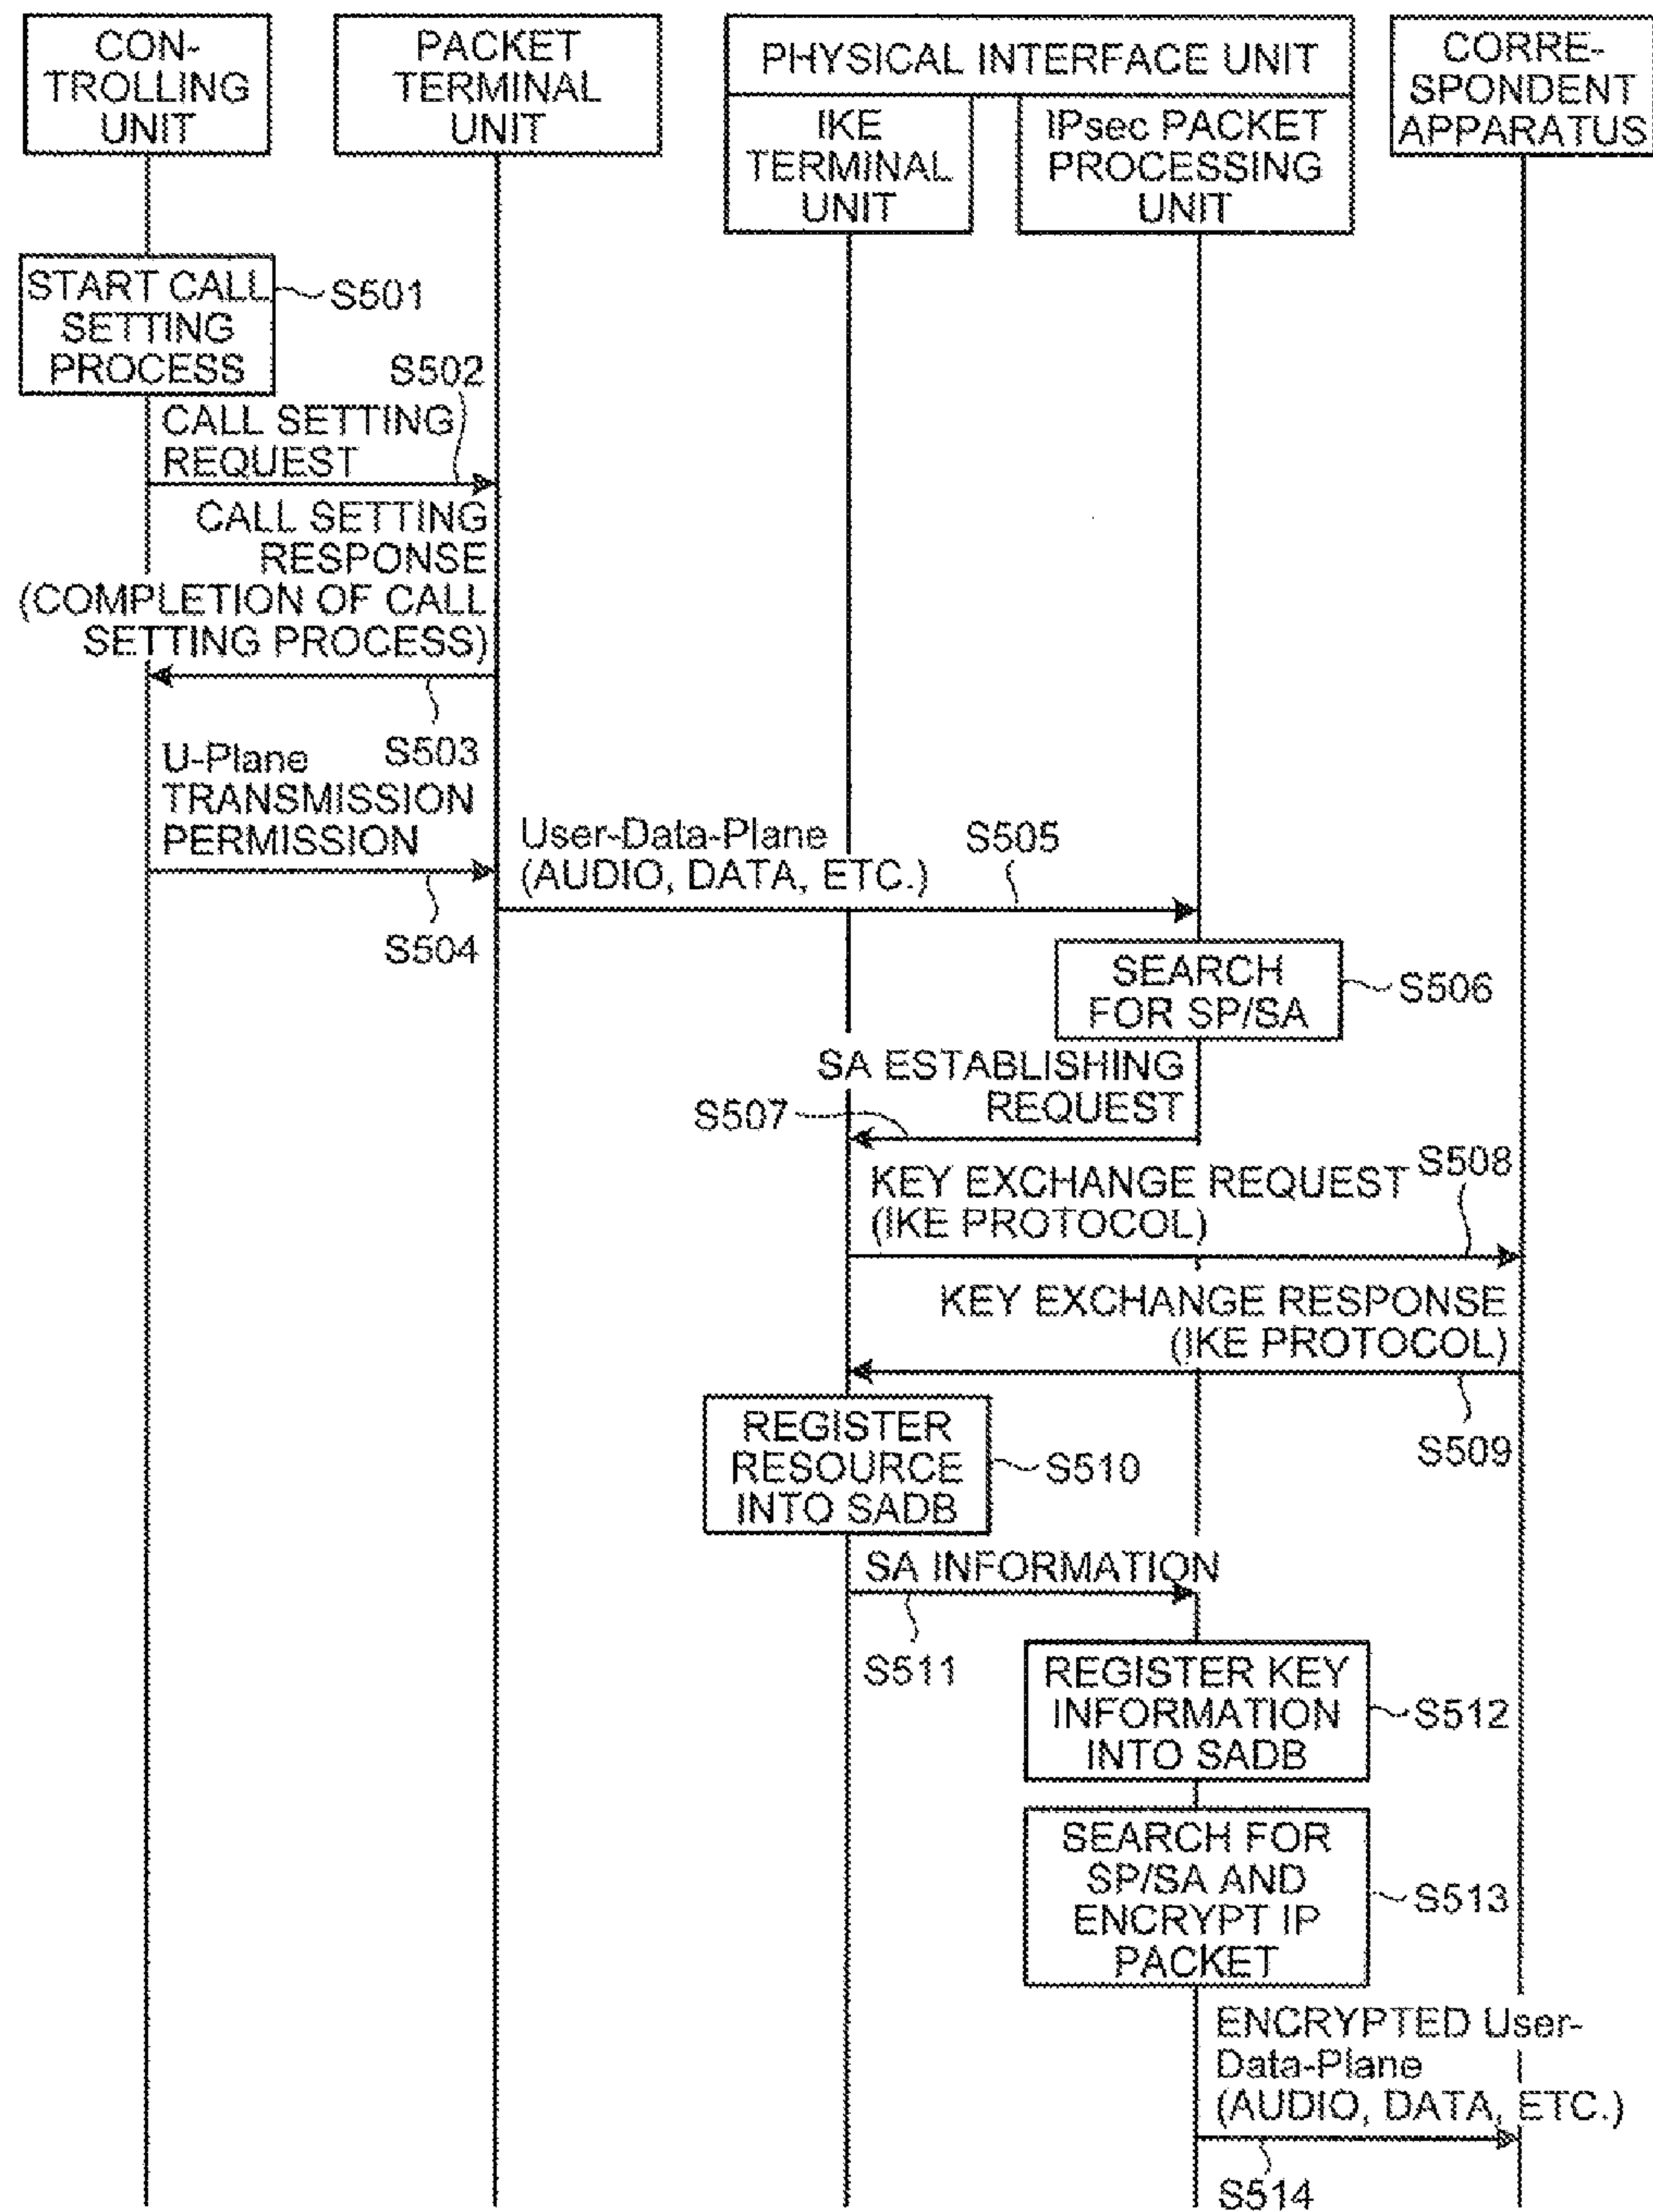 CON-
TROLLING
UNIT
PACKET
TERMINAL
UNIT
PHYSICAL INTERFACE UNIT
IKE
TERMINAL
UNIT
IPsec PACKET
PROCESSING
UNIT
CORRE-
SPONDENT
APPARATUS
START CALL
SETTING
PROCESS
S501
S502
CALL SETTING
REQUEST
CALL SETTING
RESPONSE
(COMPLETION OF CALL
SETTING PROCESS)
S503
U-Plane
TRANSMISSION
PERMISSION
S504
User-Data-Plane
(AUDIO, DATA, ETC.)
S505
SEARCH
FOR SP/SA
S506
SA ESTABLISHING
REQUEST
S507
KEY EXCHANGE REQUEST
(IKE PROTOCOL)
S508
KEY EXCHANGE RESPONSE
(IKE PROTOCOL)
S509
REGISTER
RESOURCE
INTO SADB
S510
SA INFORMATION
S511
REGISTER KEY
INFORMATION
INTO SADB
S512
SEARCH FOR
SP/SA AND
ENCRYPT IP
PACKET
S513
ENCRYPTED User-
Data-Plane
(AUDIO, DATA, ETC.)
S514